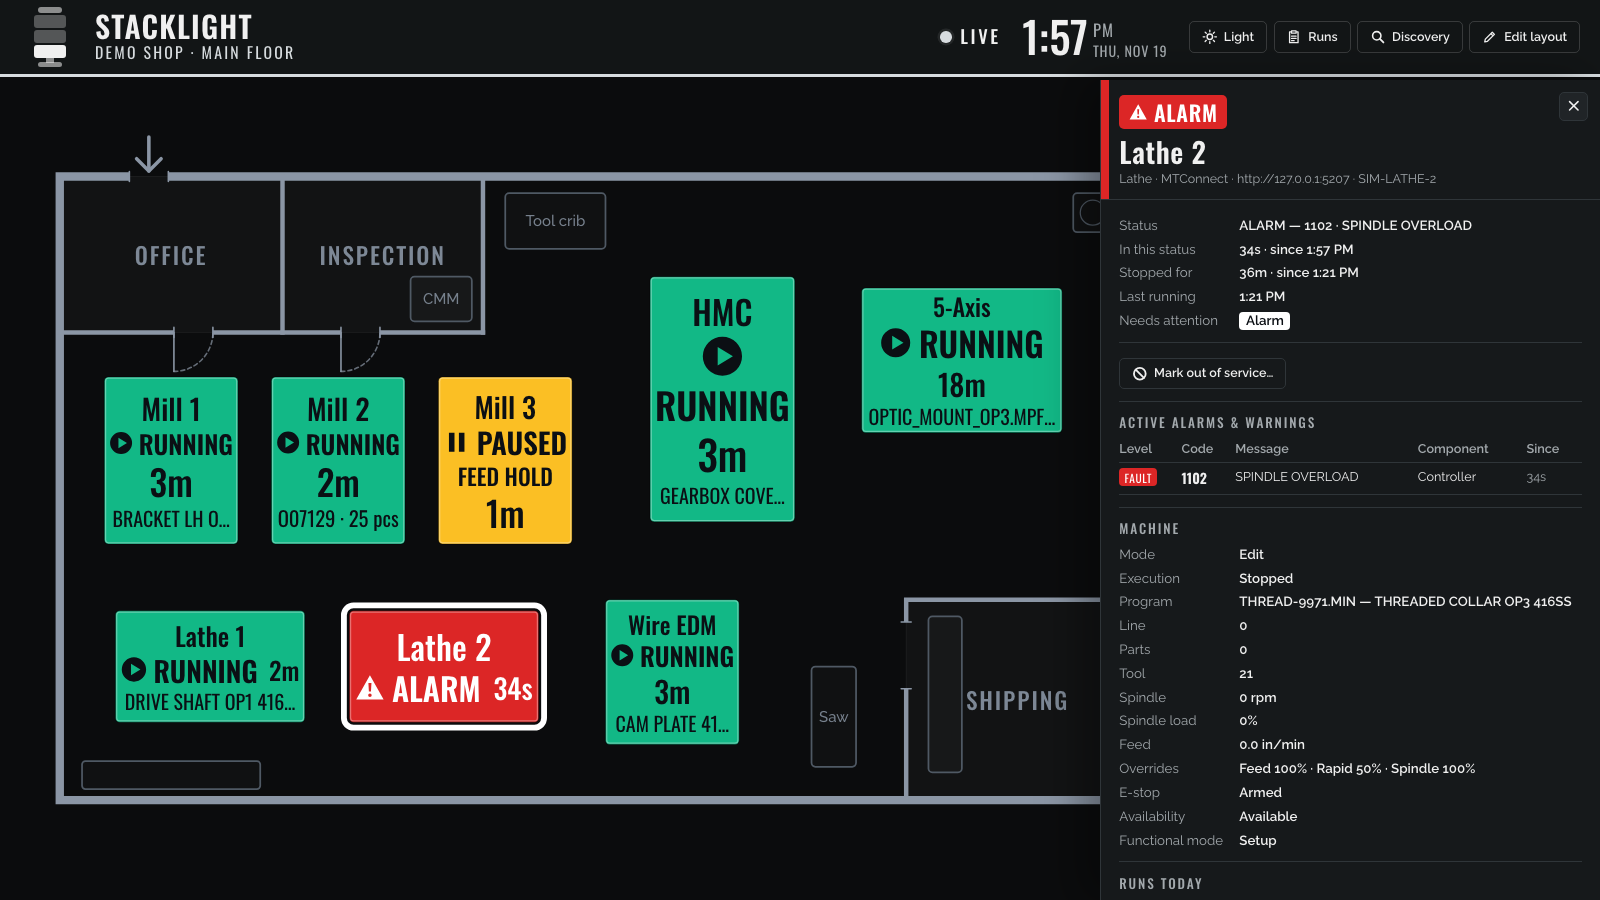 STACKLIGHT
DEMO SHOP · MAIN FLOOR
LIVE
1:57 PM
THU, NOV 19
Light
Runs
Discovery
Edit layout
OFFICE
INSPECTION
CMM
Tool crib
HMC
RUNNING
3m
GEARBOX COVE...
5-Axis
RUNNING
18m
OPTIC_MOUNT_OP3.MPF...
Mill 1
RUNNING
3m
BRACKET LH O...
Mill 2
RUNNING
2m
O07129 · 25 pcs
Mill 3
PAUSED
FEED HOLD
1m
Lathe 1
RUNNING 2m
DRIVE SHAFT OP1 416...
Lathe 2
ALARM 34s
Wire EDM
RUNNING
3m
CAM PLATE 41...
Saw
SHIPPING
ALARM
Lathe 2
Lathe · MTConnect · http://127.0.0.1:5207 · SIM-LATHE-2
Status ALARM — 1102 · SPINDLE OVERLOAD
In this status 34s · since 1:57 PM
Stopped for 36m · since 1:21 PM
Last running 1:21 PM
Needs attention Alarm
Mark out of service...
ACTIVE ALARMS & WARNINGS
Level Code Message Component Since
FAULT 1102 SPINDLE OVERLOAD Controller 34s
MACHINE
Mode Edit
Execution Stopped
Program THREAD-9971.MIN — THREADED COLLAR OP3 416SS
Line 0
Parts 0
Tool 21
Spindle 0 rpm
Spindle load 0%
Feed 0.0 in/min
Overrides Feed 100% · Rapid 50% · Spindle 100%
E-stop Armed
Availability Available
Functional mode Setup
RUNS TODAY